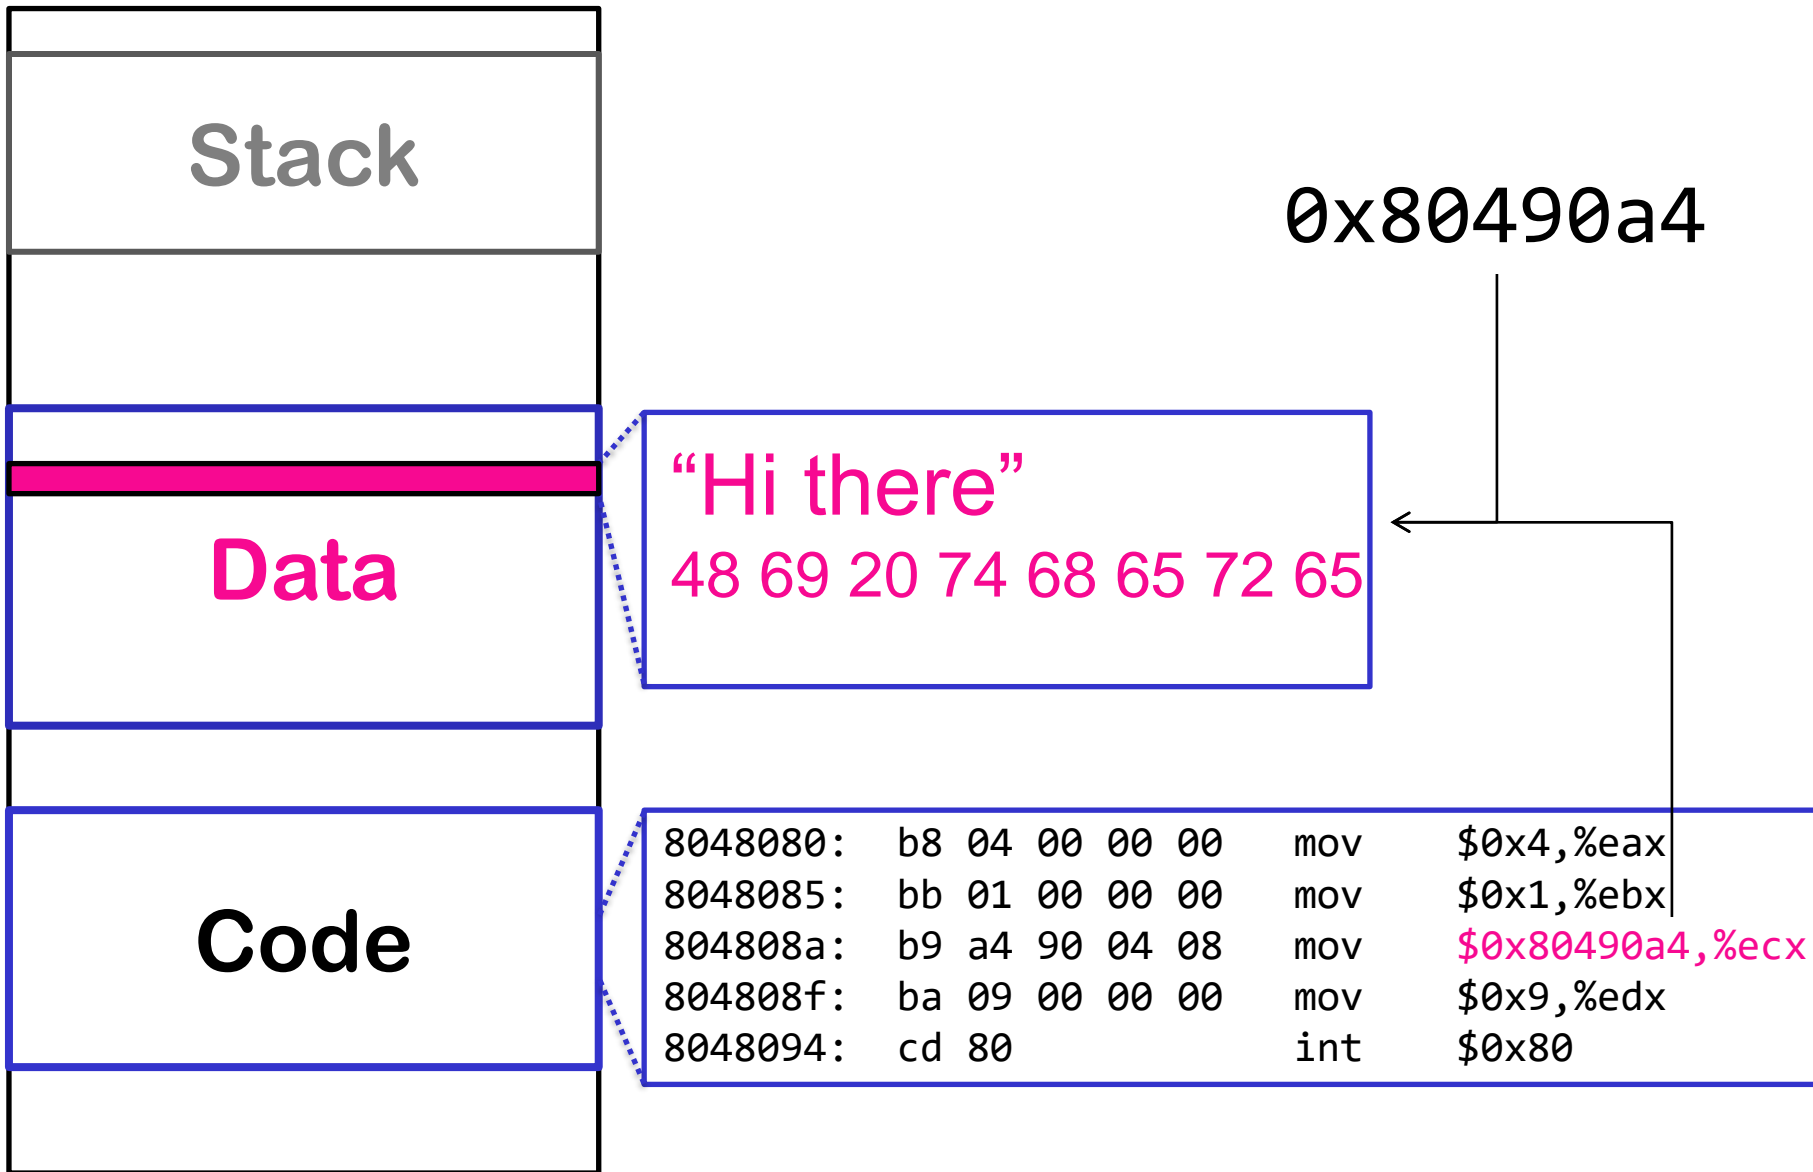 Stack
0x80490a4
“Hi there”
48 69 20 74 68 65 72 65
Data
8048080: b8 04 00 00 00 mov $0x4,%eax
8048085: bb 01 00 00 00 mov $0x1,%ebx
804808a: b9 a4 90 04 08 mov $0x80490a4,%ecx
804808f: ba 09 00 00 00 mov $0x9,%edx
8048094: cd 80 int $0x80
Code